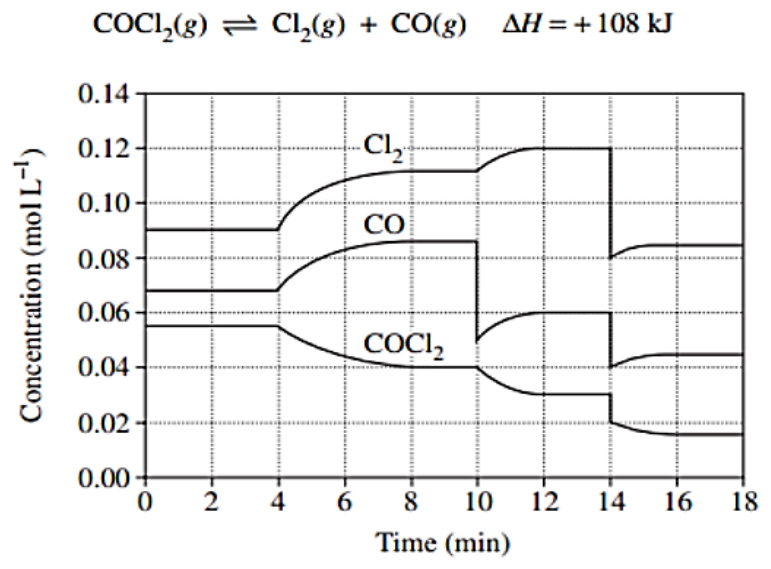 COCl₂(g) ⇌ Cl₂(g) + CO(g) ΔH = + 108 kJ
0.14
0.12
0.10
0.08
0.06
0.04
0.02
0.00
Concentration (mol L⁻¹)
Cl₂
CO
COCl₂
0 2 4 6 8 10 12 14 16 18
Time (min)